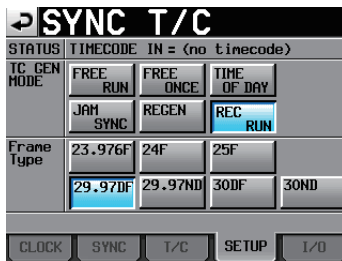 SYNC T/C
STATUS TIMECODE IN = (no timecode)
TC GEN MODE
FREE RUN
FREE ONCE
TIME OF DAY
JAM SYNC
REGEN
REC RUN
Frame Type
23.976F 24F 25F
29.97DF 29.97ND 30DF 30ND
CLOCK SYNC T/C SETUP I/O